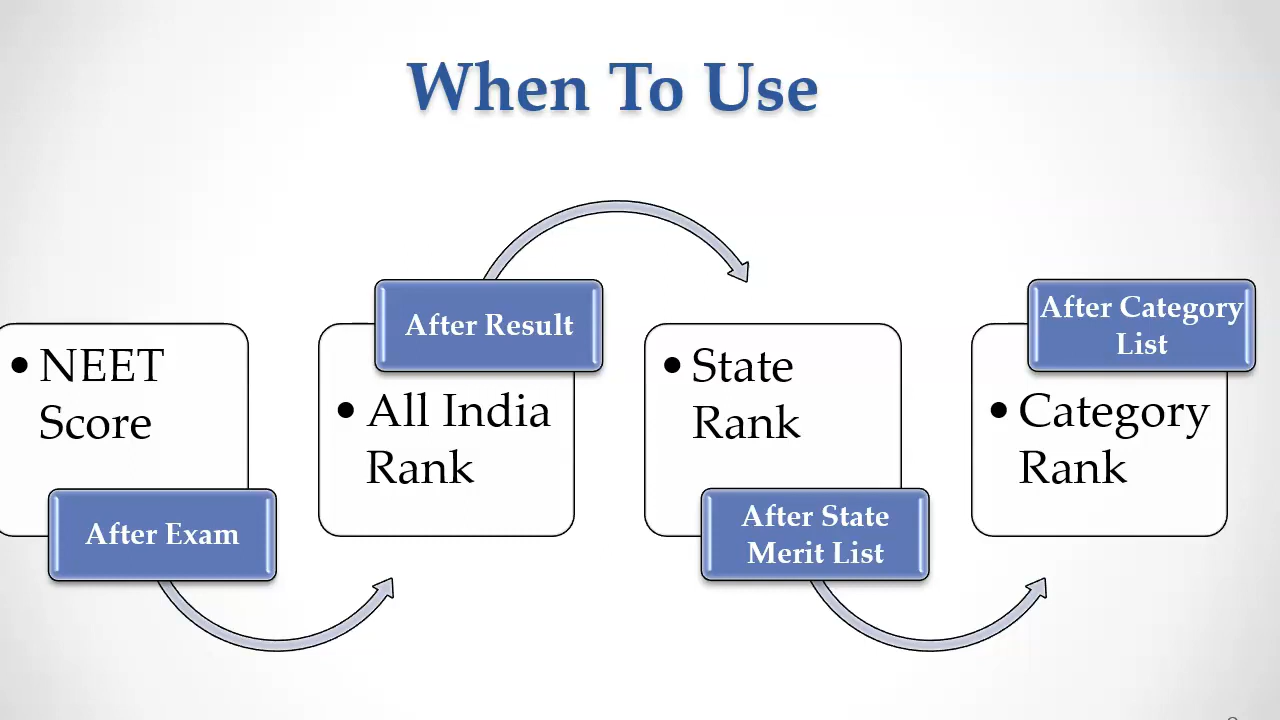 When To Use
• NEET
Score
After Exam
After Result
• All India
Rank
• State
Rank
After State
Merit List
After Category
List
• Category
Rank